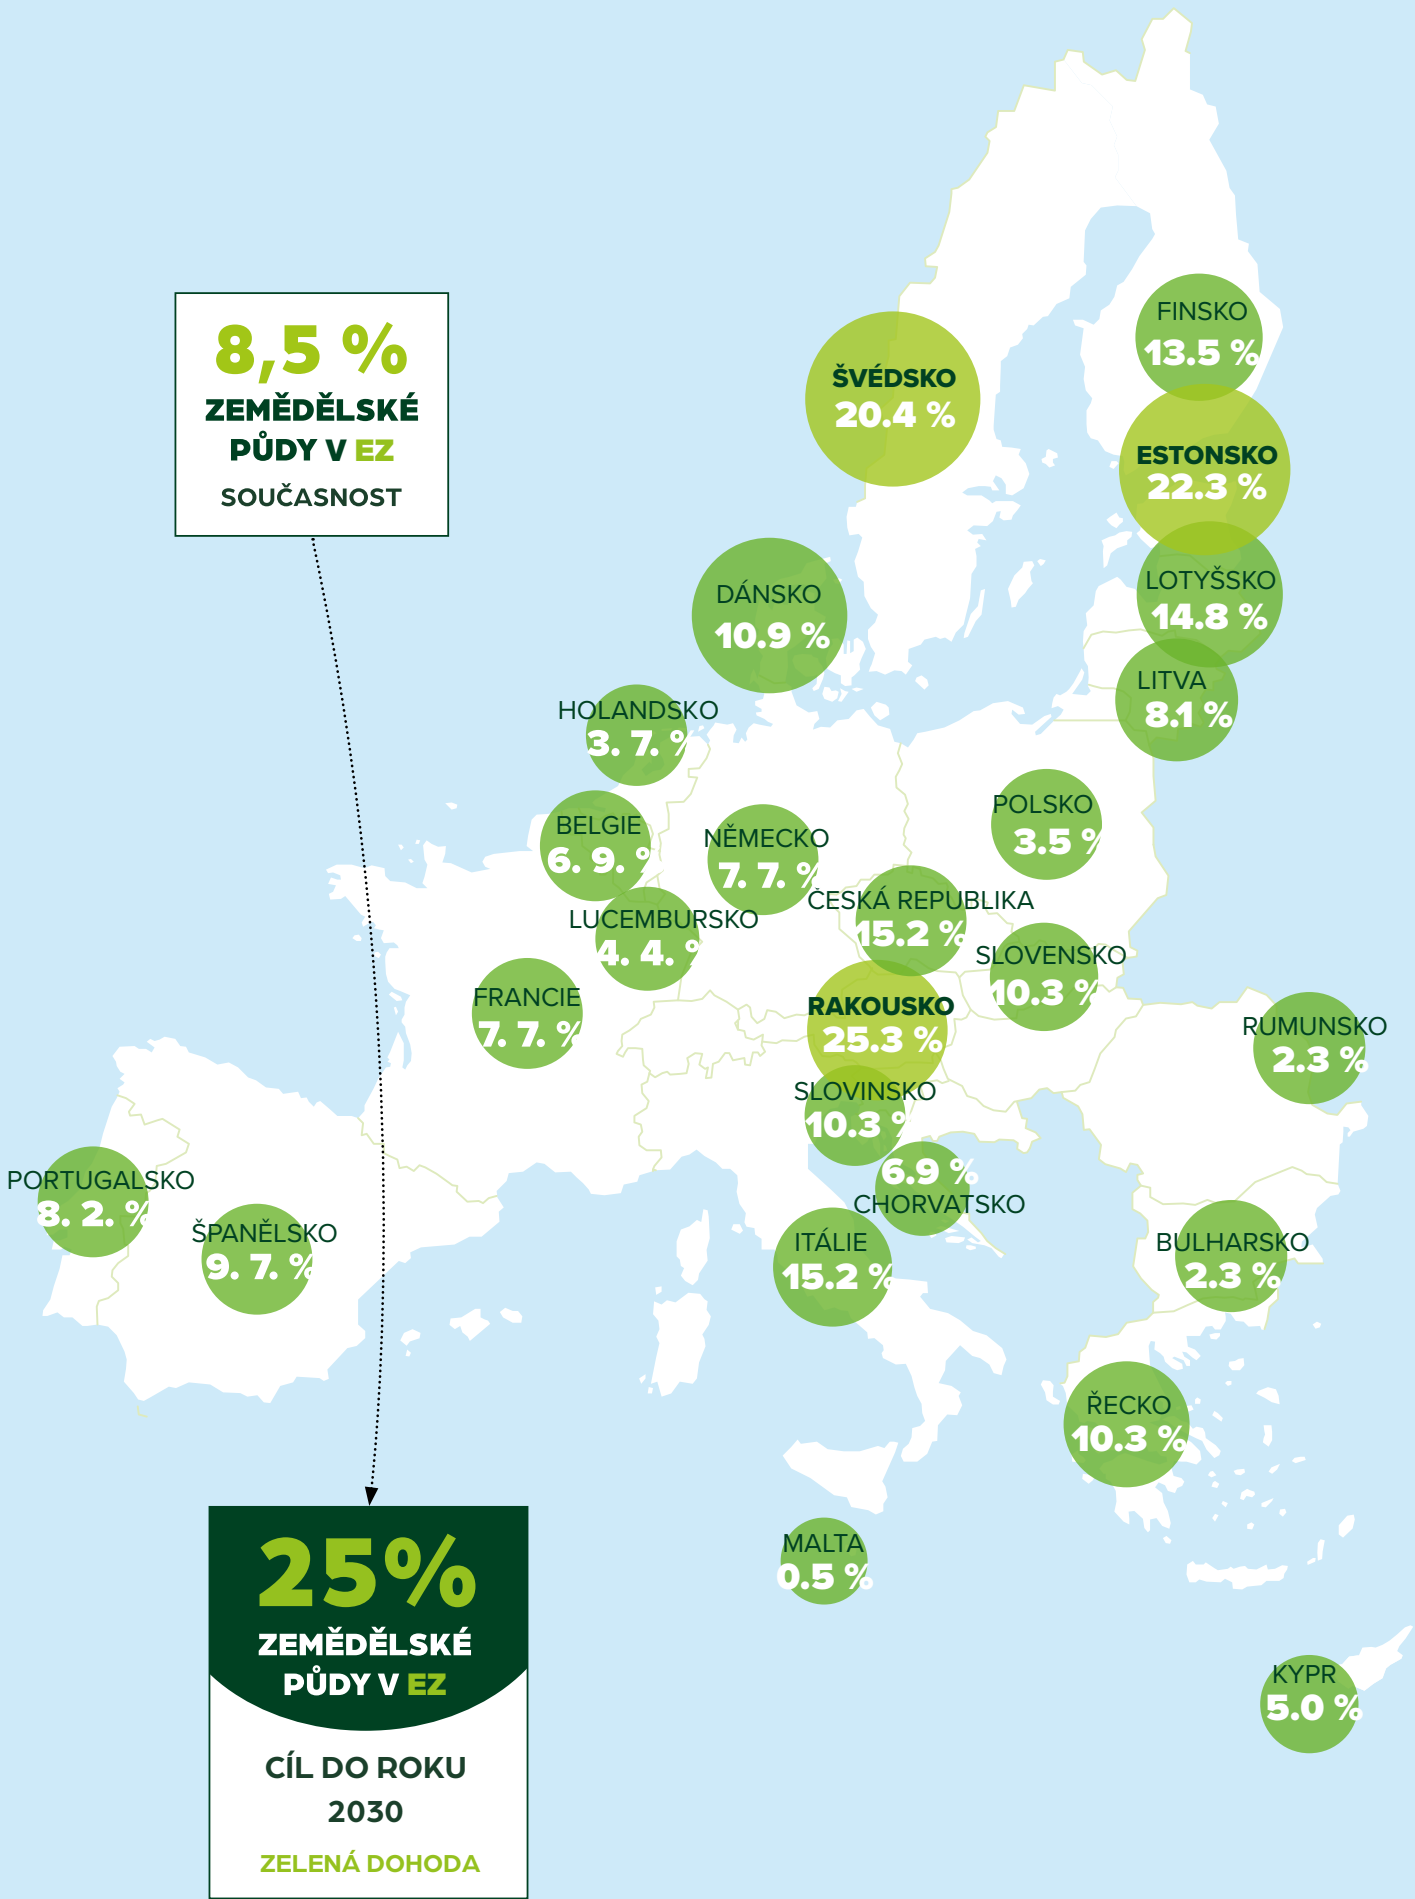 8,5 %
ZEMĚDĚLSKÉ
PŮDY V EZ
SOUČASNOST
FINSKO
13.5 %
ŠVÉDSKO
20.4 %
ESTONSKO
22.3 %
LOTYŠSKO
14.8 %
DÁNSKO
10.9 %
LITVA
8.1 %
HOLANDSKO
3. 7. %
POLSKO
3.5 %
BELGIE
6. 9. %
NĚMECKO
7. 7. %
ČESKÁ REPUBLIKA
15.2 %
LUCEMBURSKO
4. 4. %
SLOVENSKO
10.3 %
FRANCIE
7. 7. %
RAKOUSKO
25.3 %
RUMUNSKO
2.3 %
SLOVINSKO
10.3 %
PORTUGALSKO
8. 2. %
6.9 %
CHORVATSKO
ŠPANĚLSKO
9. 7. %
ITÁLIE
15.2 %
BULHARSKO
2.3 %
ŘECKO
10.3 %
MALTA
0.5 %
KYPR
5.0 %
25%
ZEMĚDĚLSKÉ
PŮDY V EZ
CÍL DO ROKU
2030
ZELENÁ DOHODA